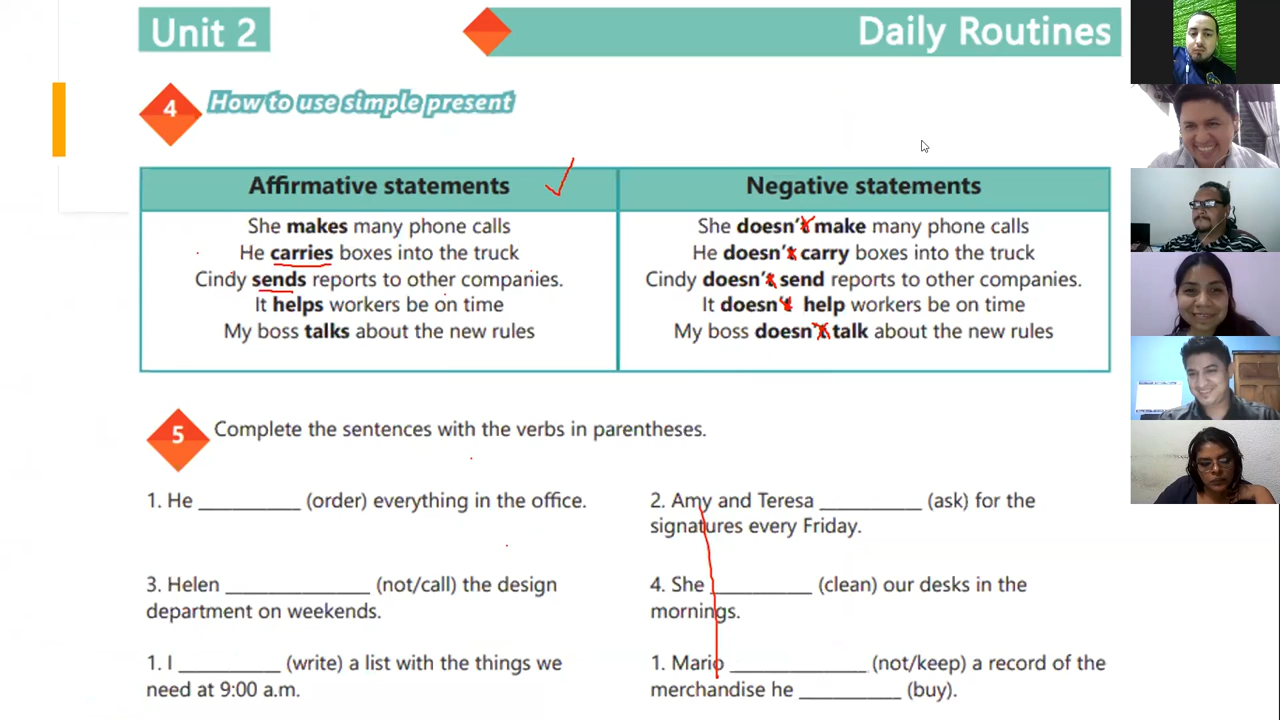 Unit 2
Daily Routines
4
How to use simple present
Affirmative statements
She makes many phone calls
He carries boxes into the truck
Cindy sends reports to other companies.
It helps workers be on time
My boss talks about the new rules
Negative statements
She doesn't make many phone calls
He doesn't carry boxes into the truck
Cindy doesn't send reports to other companies.
It doesn't help workers be on time
My boss doesn't talk about the new rules
5
Complete the sentences with the verbs in parentheses.
1. He __________ (order) everything in the office.
2. Amy and Teresa __________ (ask) for the
signatures every Friday.
3. Helen ______________ (not/call) the design
department on weekends.
4. She __________ (clean) our desks in the
mornings.
1. I __________ (write) a list with the things we
need at 9:00 a.m.
1. Mario _____________ (not/keep) a record of the
merchandise he __________ (buy).